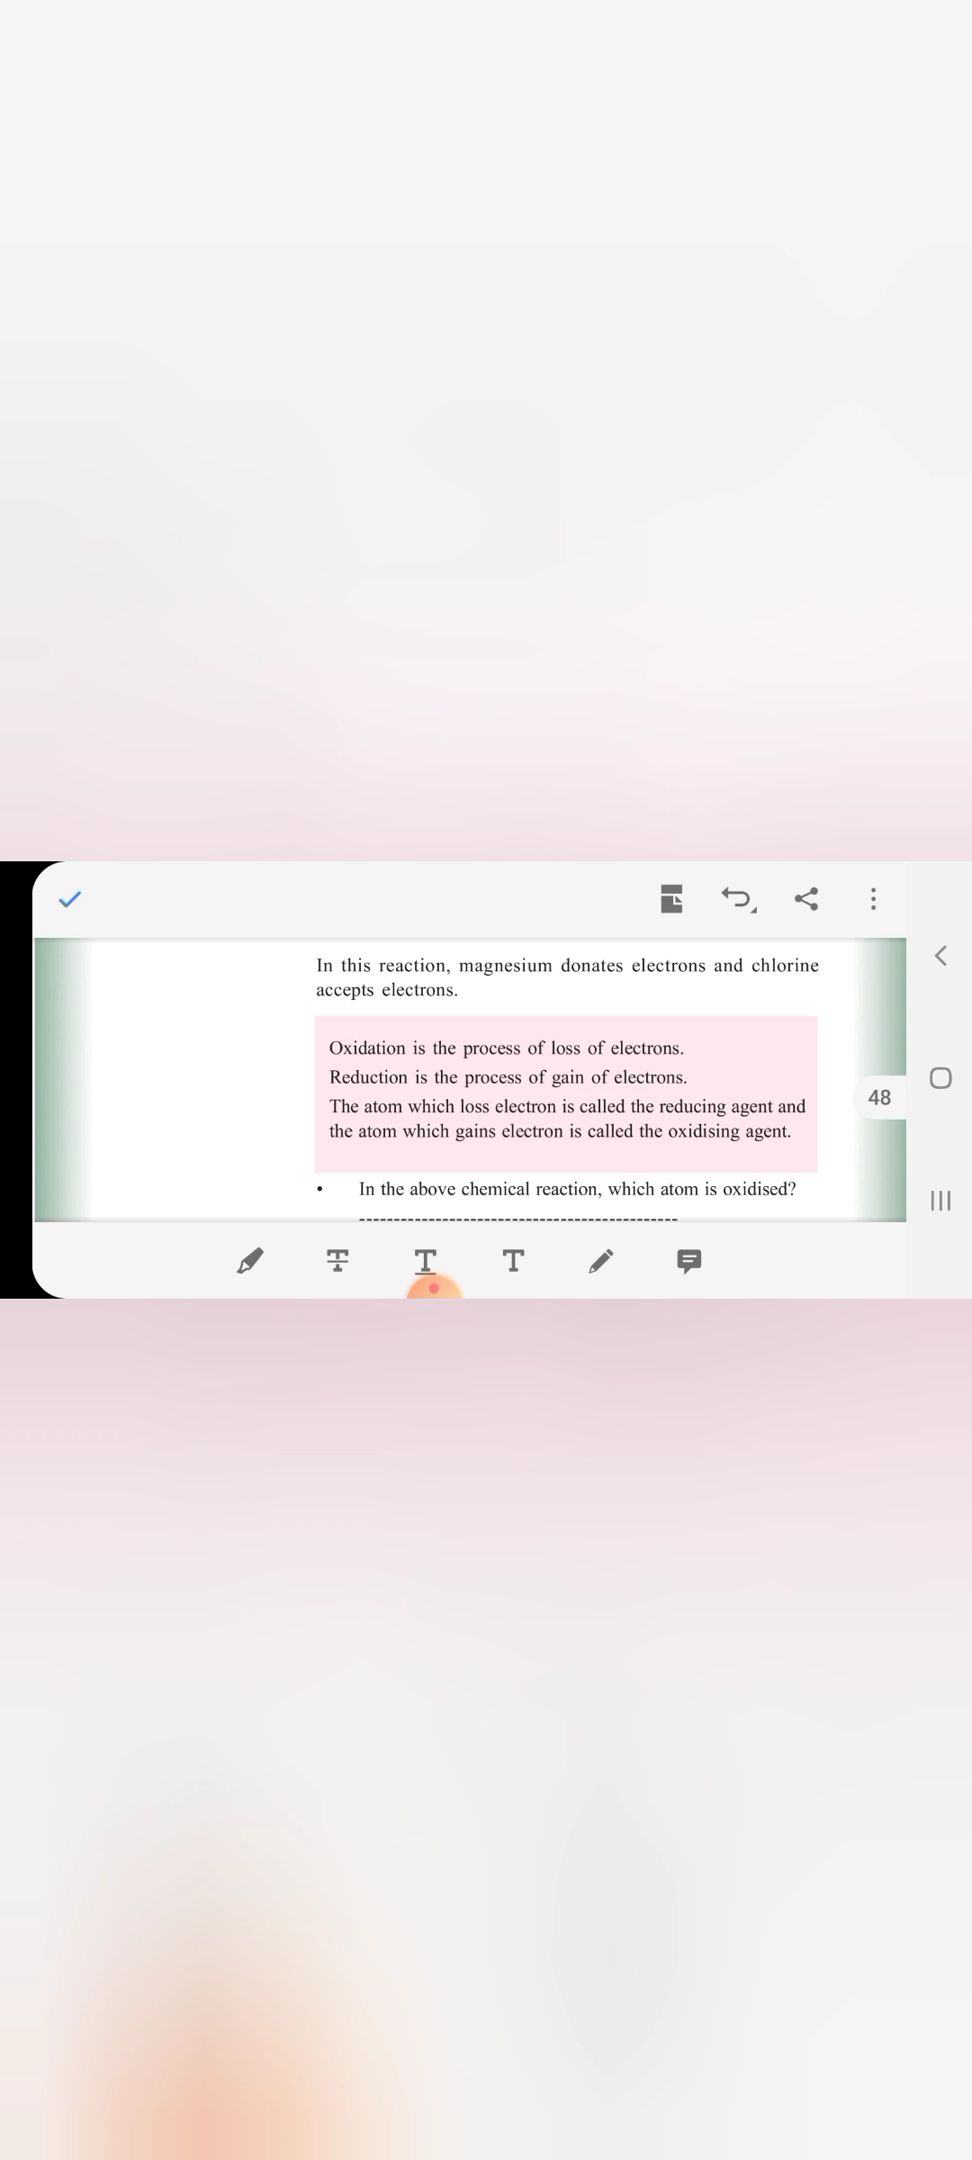 In this reaction, magnesium donates electrons and chlorine
accepts electrons.
Oxidation is the process of loss of electrons.
Reduction is the process of gain of electrons.
The atom which loss electron is called the reducing agent and
the atom which gains electron is called the oxidising agent.
48
• In the above chemical reaction, which atom is oxidised?